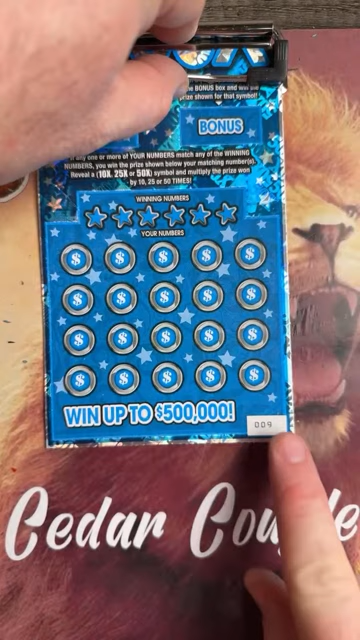 he BONUS box and win the
prize shown for that symbol!
BONUS
If any one or more of YOUR NUMBERS match any of the WINNING
NUMBERS, you win the prize shown below your matching number(s).
Reveal a (10X, 25X or 50X) symbol and multiply the prize won
by 10, 25 or 50 TIMES!
WINNING NUMBERS
YOUR NUMBERS
$ $ $ $ $
$ $ $ $ $
$ $ $ $ $
$ $ $ $ $
WIN UP TO $500,000!
009
Cedar Cou le